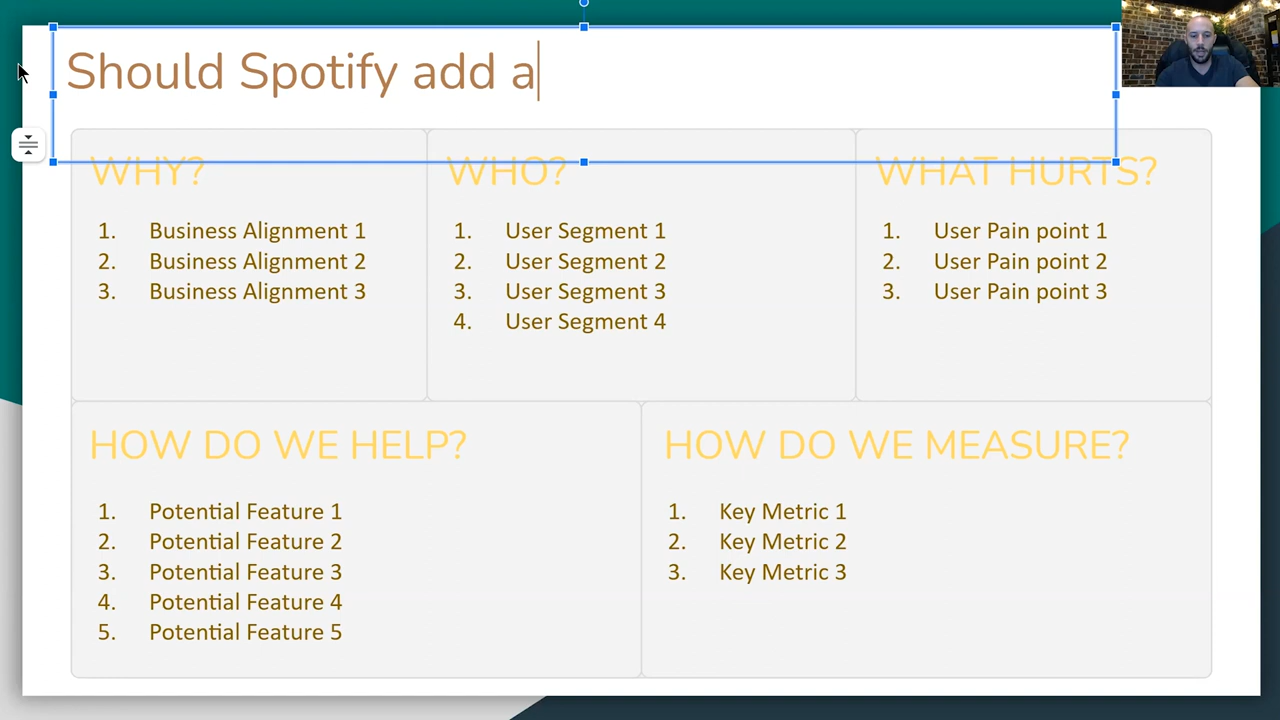 Should Spotify add a
WHY?
1. Business Alignment 1
2. Business Alignment 2
3. Business Alignment 3
WHO?
1. User Segment 1
2. User Segment 2
3. User Segment 3
4. User Segment 4
WHAT HURTS?
1. User Pain point 1
2. User Pain point 2
3. User Pain point 3
HOW DO WE HELP?
1. Potential Feature 1
2. Potential Feature 2
3. Potential Feature 3
4. Potential Feature 4
5. Potential Feature 5
HOW DO WE MEASURE?
1. Key Metric 1
2. Key Metric 2
3. Key Metric 3